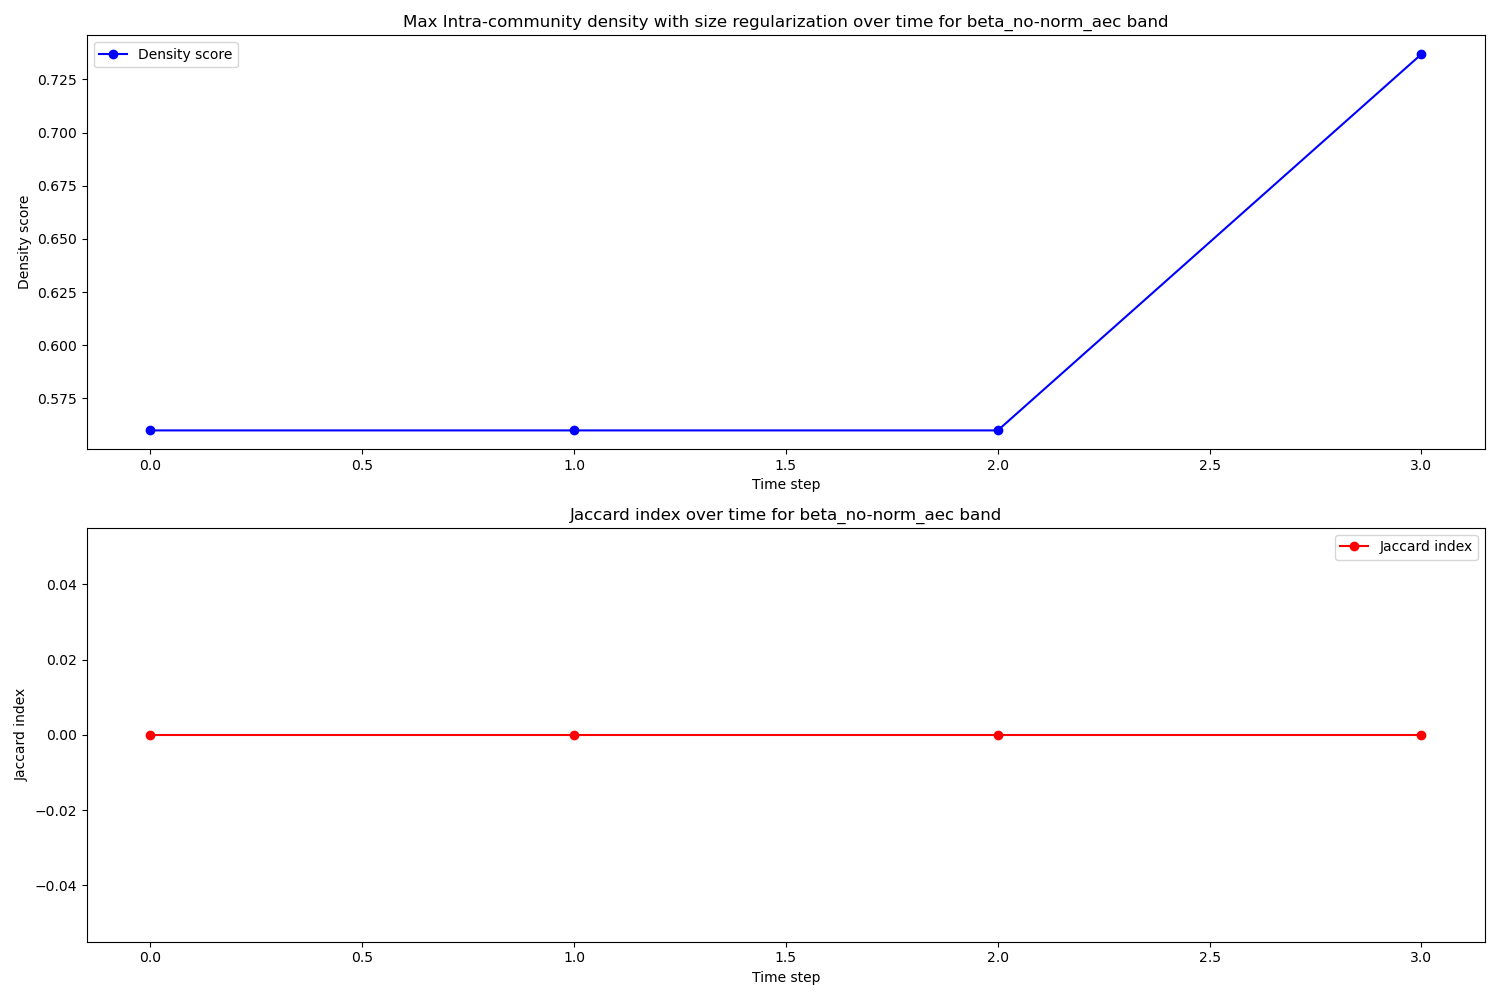 Max Intra-community density with size regularization over time for beta_no-norm_aec band
Density score
0.725
0.700
0.675
0.650
0.625
0.600
0.575
Density score
0.0 0.5 1.0 1.5 2.0 2.5 3.0
Time step
Jaccard index over time for beta_no-norm_aec band
Jaccard index
0.04
0.02
0.00
−0.02
−0.04
Jaccard index
0.0 0.5 1.0 1.5 2.0 2.5 3.0
Time step